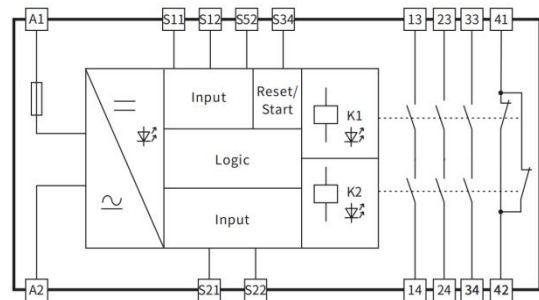 A1 S11 S12 S52 S34 13 23 33 41
Input Reset/
Start
K1
Logic
K2
Input
A2 S21 S22 14 24 34 42